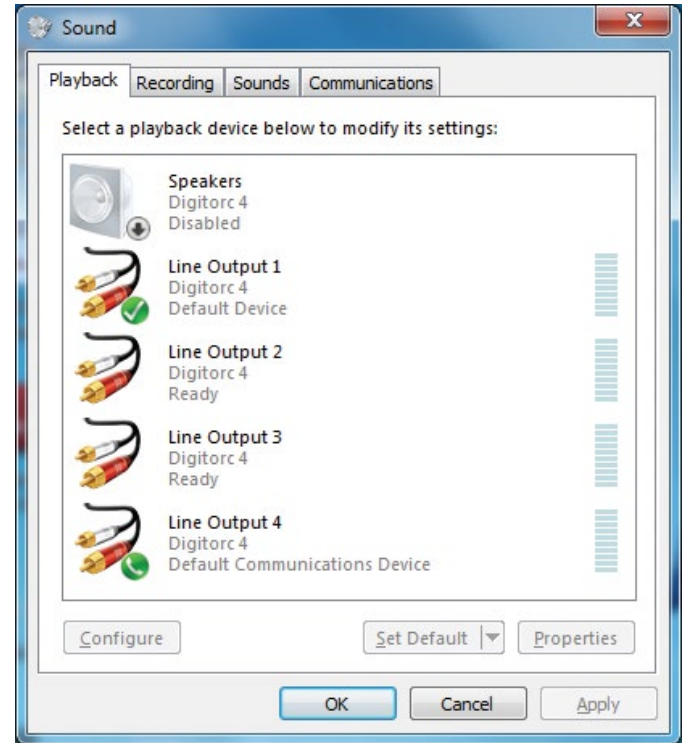 Sound
Playback Recording Sounds Communications
Select a playback device below to modify its settings:
Speakers
Digitorc 4
Disabled
Line Output 1
Digitorc 4
Default Device
Line Output 2
Digitorc 4
Ready
Line Output 3
Digitorc 4
Ready
Line Output 4
Digitorc 4
Default Communications Device
Configure Set Default Properties
OK Cancel Apply